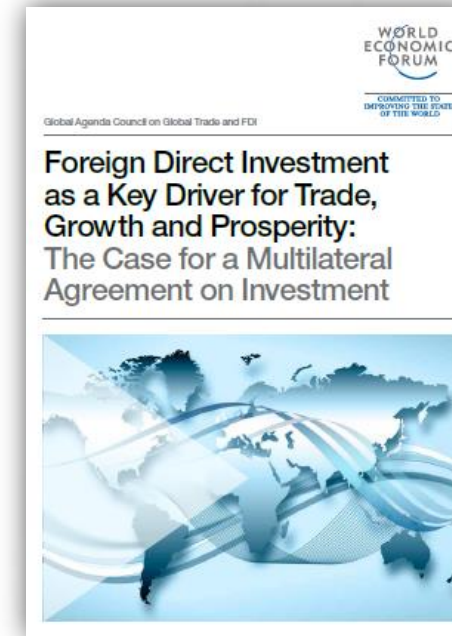 WORLD
ECONOMIC
FORUM
COMMITTED TO
IMPROVING THE STATE
OF THE WORLD
Global Agenda Council on Global Trade and FDI
Foreign Direct Investment
as a Key Driver for Trade,
Growth and Prosperity:
The Case for a Multilateral
Agreement on Investment